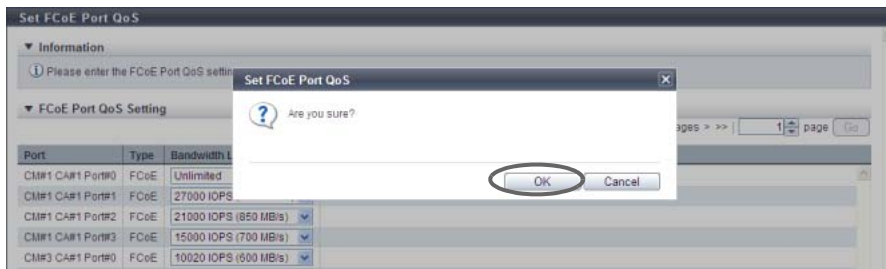 Set FCoE Port QoS
▼ Information
Please enter the FCoE Port QoS settin
Set FCoE Port QoS
Are you sure?
OK Cancel
▼ FCoE Port QoS Setting
ages > >> | 1 page Go
Port Type Bandwidth L
CM#1 CA#1 Port#0 FCoE Unlimited
CM#1 CA#1 Port#1 FCoE 27000 IOPS
CM#1 CA#1 Port#2 FCoE 21000 IOPS (850 MB/s)
CM#1 CA#1 Port#3 FCoE 15000 IOPS (700 MB/s)
CM#3 CA#1 Port#0 FCoE 10020 IOPS (600 MB/s)